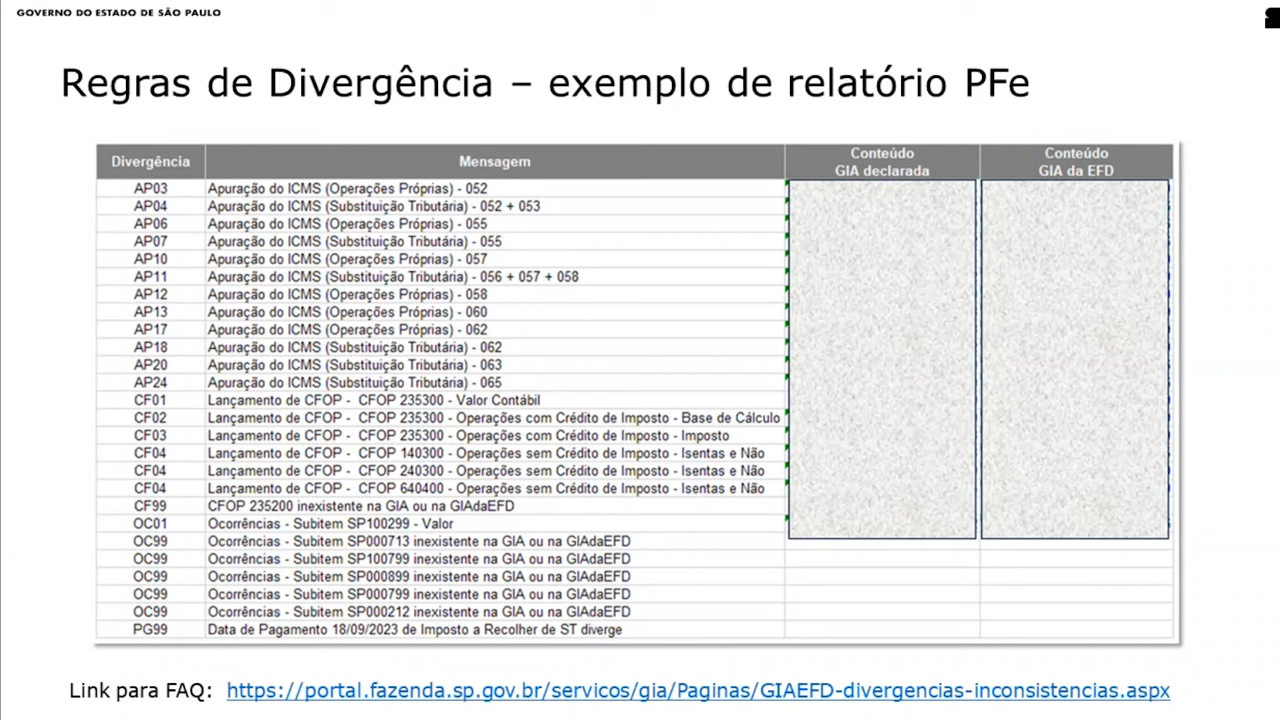 GOVERNO DO ESTADO DE SÃO PAULO
Regras de Divergência – exemplo de relatório PFe
Divergência Mensagem Conteúdo GIA declarada Conteúdo GIA da EFD
AP03 Apuração do ICMS (Operações Próprias) - 052
AP04 Apuração do ICMS (Substituição Tributária) - 052 + 053
AP06 Apuração do ICMS (Operações Próprias) - 055
AP07 Apuração do ICMS (Substituição Tributária) - 055
AP10 Apuração do ICMS (Operações Próprias) - 057
AP11 Apuração do ICMS (Substituição Tributária) - 056 + 057 + 058
AP12 Apuração do ICMS (Operações Próprias) - 058
AP13 Apuração do ICMS (Operações Próprias) - 060
AP17 Apuração do ICMS (Operações Próprias) - 062
AP18 Apuração do ICMS (Substituição Tributária) - 062
AP20 Apuração do ICMS (Substituição Tributária) - 063
AP24 Apuração do ICMS (Substituição Tributária) - 065
CF01 Lançamento de CFOP - CFOP 235300 - Valor Contábil
CF02 Lançamento de CFOP - CFOP 235300 - Operações com Crédito de Imposto - Base de Cálculo
CF03 Lançamento de CFOP - CFOP 235300 - Operações com Crédito de Imposto - Imposto
CF04 Lançamento de CFOP - CFOP 140300 - Operações sem Crédito de Imposto - Isentas e Não
CF04 Lançamento de CFOP - CFOP 240300 - Operações sem Crédito de Imposto - Isentas e Não
CF04 Lançamento de CFOP - CFOP 640400 - Operações sem Crédito de Imposto - Isentas e Não
CF99 CFOP 235200 inexistente na GIA ou na GIAdaEFD
OC01 Ocorrências - Subitem SP100299 - Valor
OC99 Ocorrências - Subitem SP000713 inexistente na GIA ou na GIAdaEFD
OC99 Ocorrências - Subitem SP100799 inexistente na GIA ou na GIAdaEFD
OC99 Ocorrências - Subitem SP000899 inexistente na GIA ou na GIAdaEFD
OC99 Ocorrências - Subitem SP000799 inexistente na GIA ou na GIAdaEFD
OC99 Ocorrências - Subitem SP000212 inexistente na GIA ou na GIAdaEFD
PG99 Data de Pagamento 18/09/2023 de Imposto a Recolher de ST diverge
Link para FAQ: https://portal.fazenda.sp.gov.br/servicos/gia/Paginas/GIAEFD-divergencias-inconsistencias.aspx